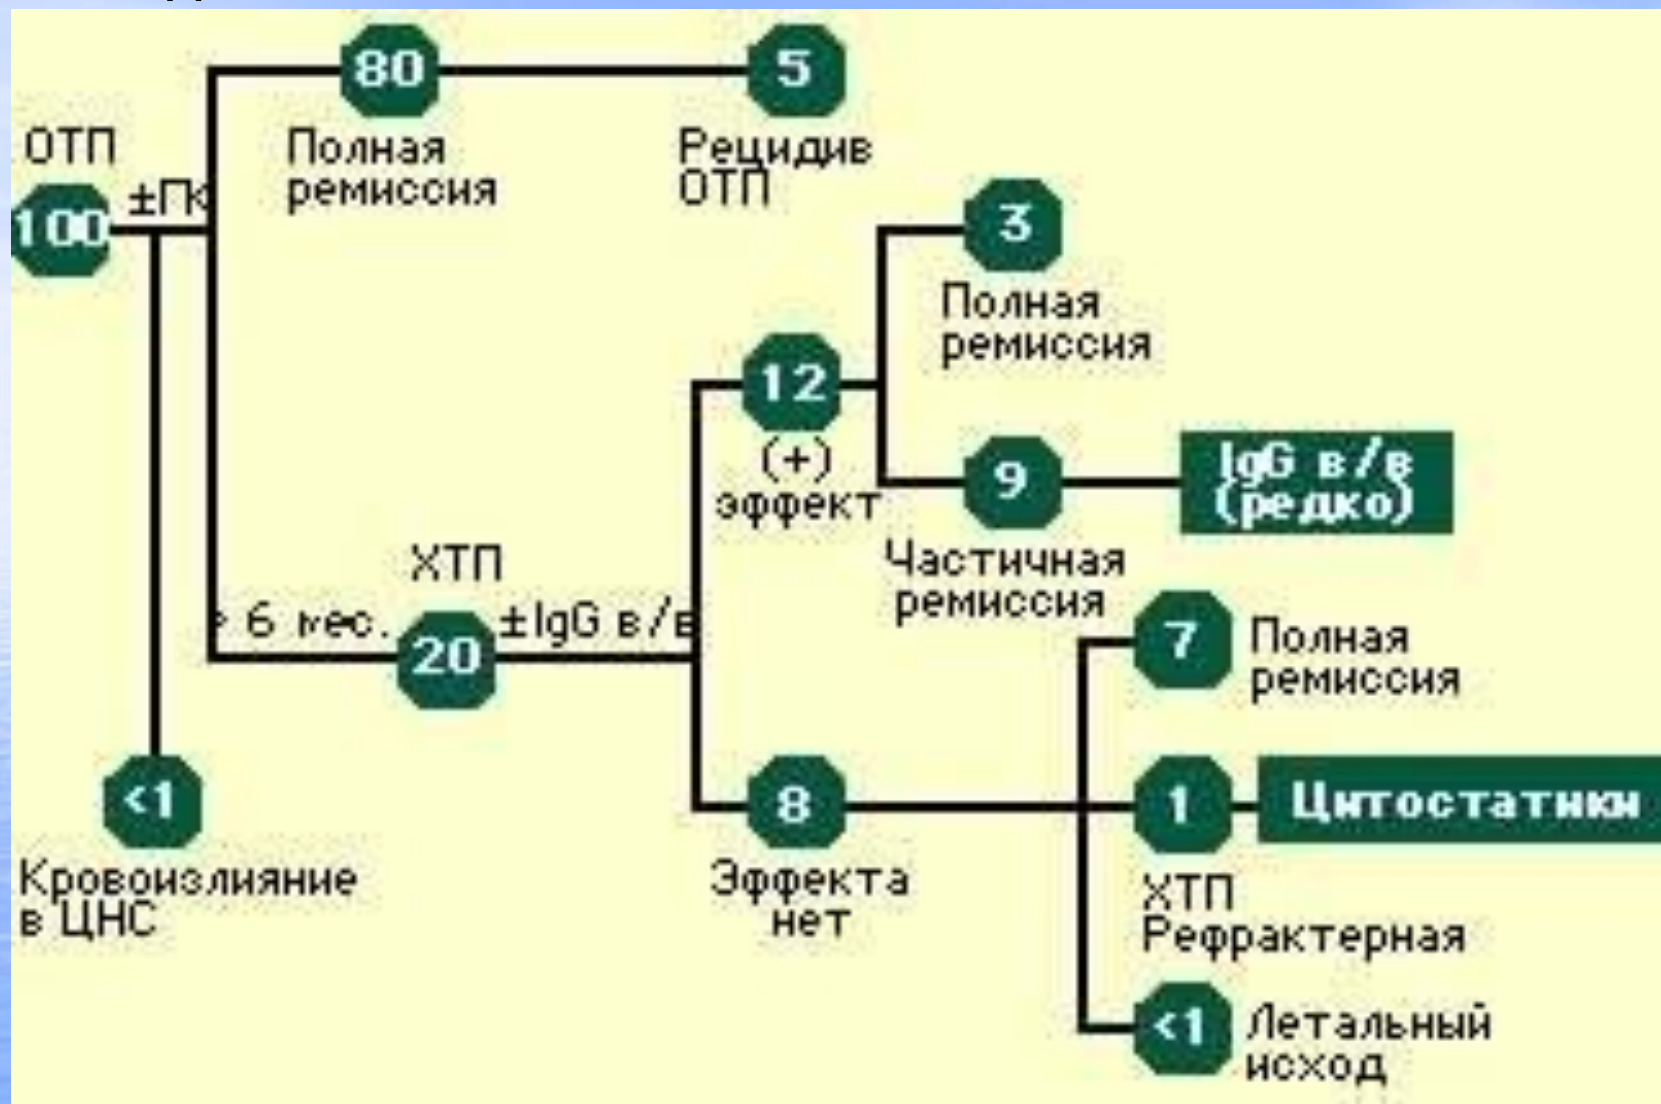 80
5
ОТП
Полная
ремиссия
Рецидив
ОТП
±ГК
100
3
Полная
ремиссия
12
(+)
эффект
9
IgG в/в
(редко)
Частичная
ремиссия
ХТП
> 6 мес.
20
±IgG в/в
7
Полная
ремиссия
<1
Кровоизлияние
в ЦНС
8
Эффекта
нет
1
Цитостатики
ХТП
Рефрактерная
<1
Летальный
исход